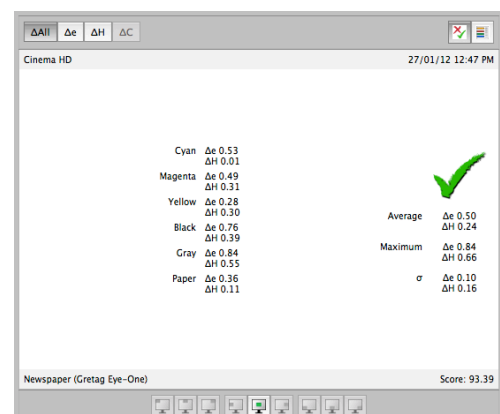 ΔAll Δe ΔH ΔC
Cinema HD 27/01/12 12:47 PM
Cyan Δe 0.53
ΔH 0.01
Magenta Δe 0.49
ΔH 0.31
Yellow Δe 0.28
ΔH 0.30
Black Δe 0.76
ΔH 0.39
Gray Δe 0.84
ΔH 0.55
Paper Δe 0.36
ΔH 0.11
Average Δe 0.50
ΔH 0.24
Maximum Δe 0.84
ΔH 0.66
σ Δe 0.10
ΔH 0.16
Newspaper (Gretag Eye-One) Score: 93.39